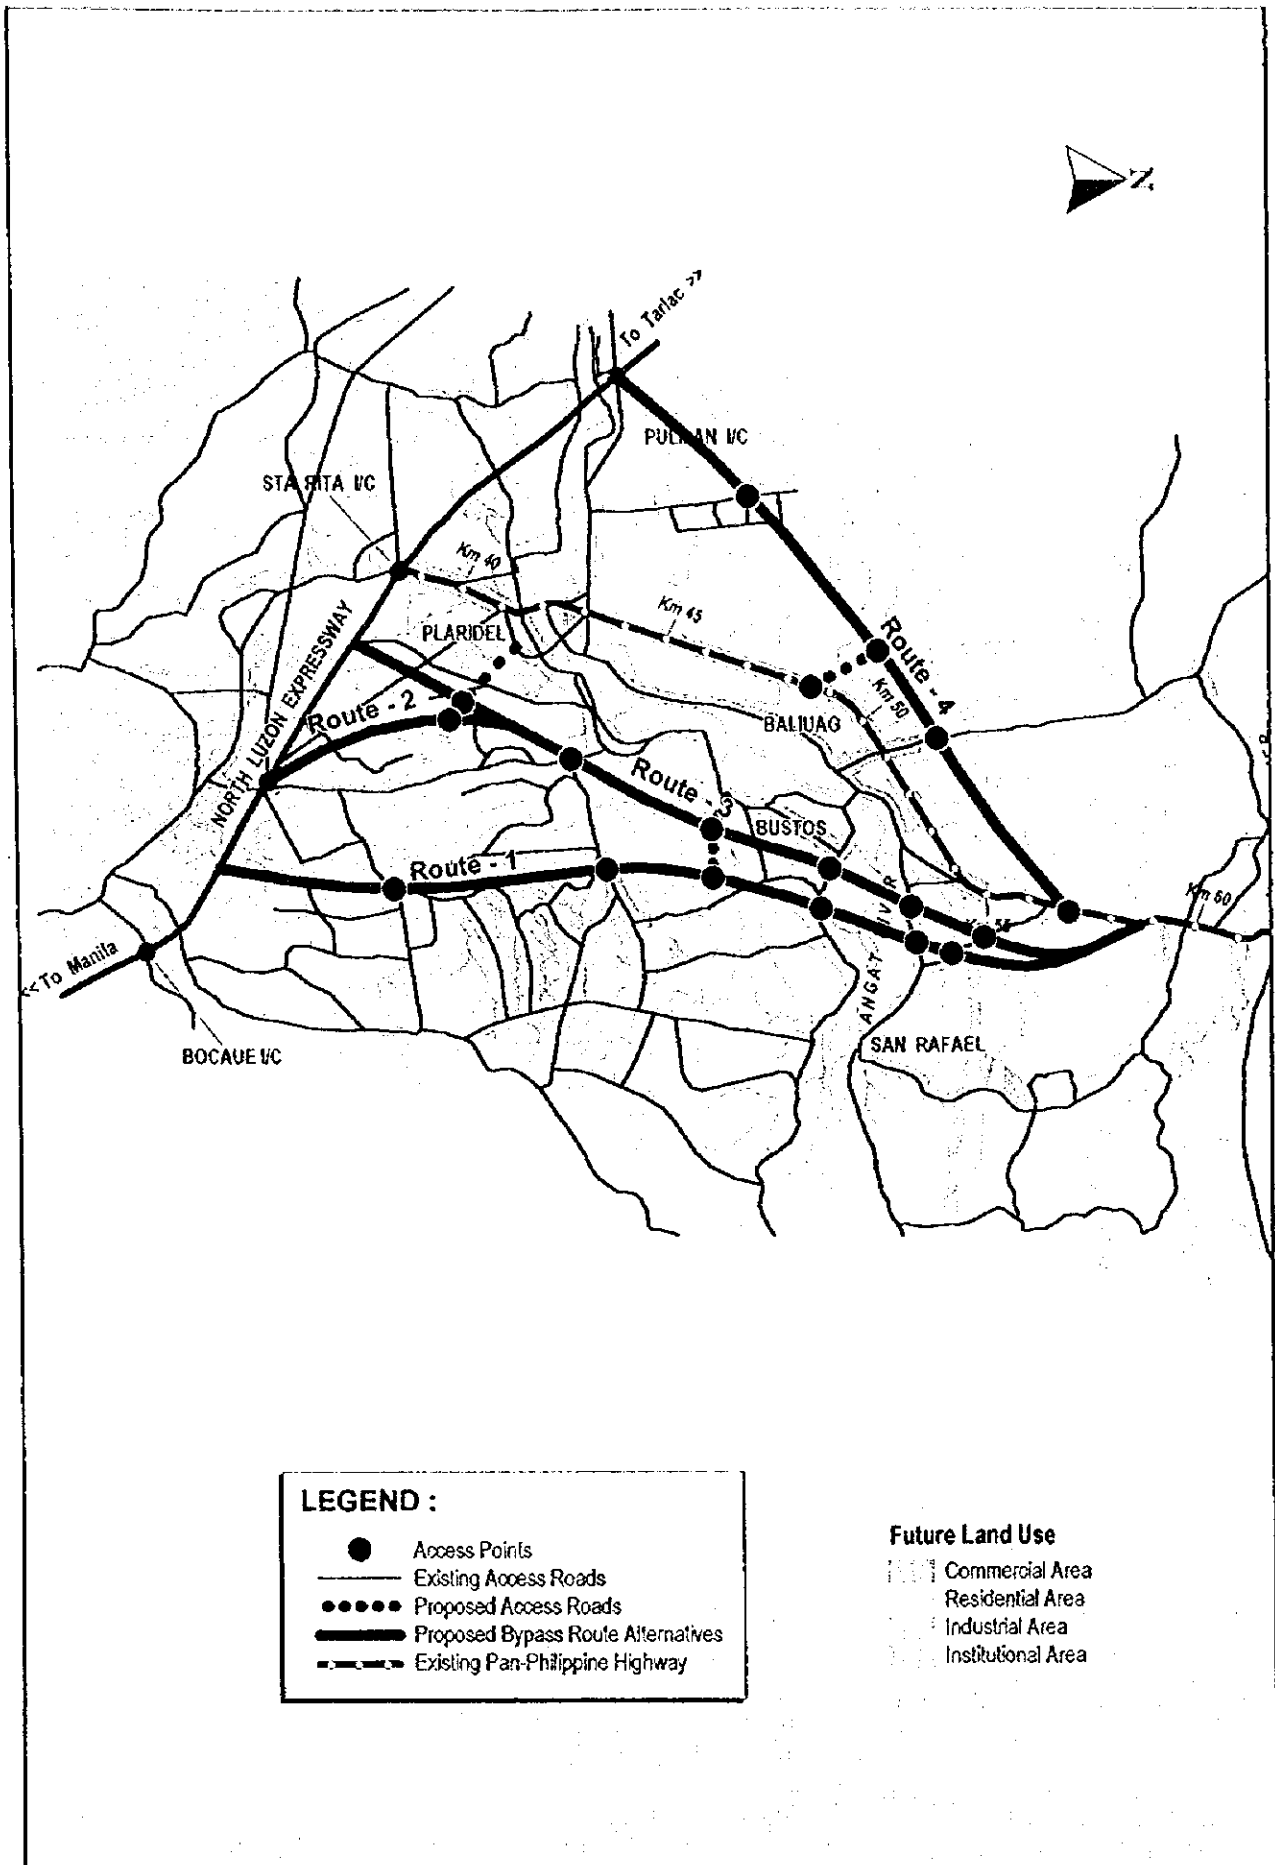 N
To Tarlac >>
PULILAN I/C
STA RITA I/C
Km 40
Km 45
NORTH LUZON EXPRESSWAY
PLARIDEL
Route - 4
Route - 2
Km 50
BALIUAG
Route - 3
BUSTOS
Route - 1
Km 60
<<To Manila
ANGAT
BOCAUE I/C
SAN RAFAEL
LEGEND :
Access Points
Existing Access Roads
Proposed Access Roads
Proposed Bypass Route Alternatives
Existing Pan-Philippine Highway
Future Land Use
Commercial Area
Residential Area
Industrial Area
Institutional Area